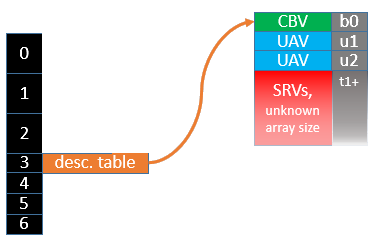 0
1
2
3 desc. table
4
5
6
CBV b0
UAV u1
UAV u2
SRVs, t1+
unknown
array size